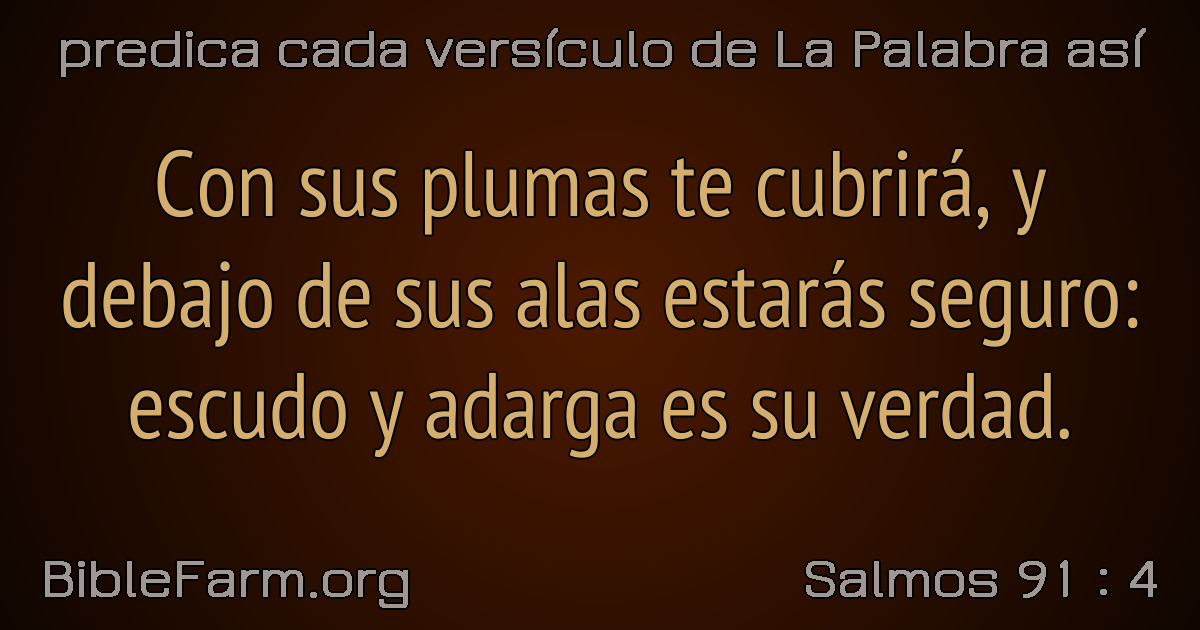 predica cada versículo de La Palabra así
Con sus plumas te cubrirá, y
debajo de sus alas estarás seguro:
escudo y adarga es su verdad.
BibleFarm.org
Salmos 91 : 4